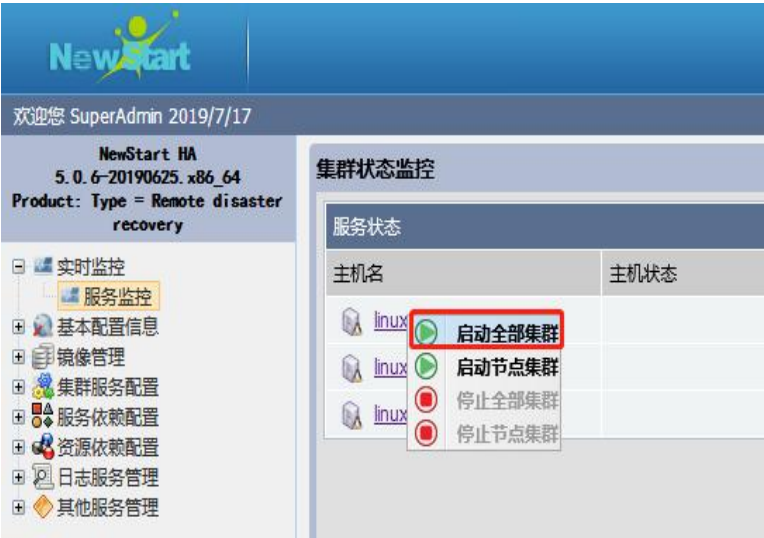 NewStart
欢迎您 SuperAdmin 2019/7/17
NewStart HA
5.0.6-20190625.x86_64
Product: Type = Remote disaster
recovery
实时监控
服务监控
基本配置信息
镜像管理
集群服务配置
服务依赖配置
资源依赖配置
日志服务管理
其他服务管理
集群状态监控
服务状态
主机名 主机状态
linux
启动全部集群
linux
启动节点集群
停止全部集群
linux
停止节点集群